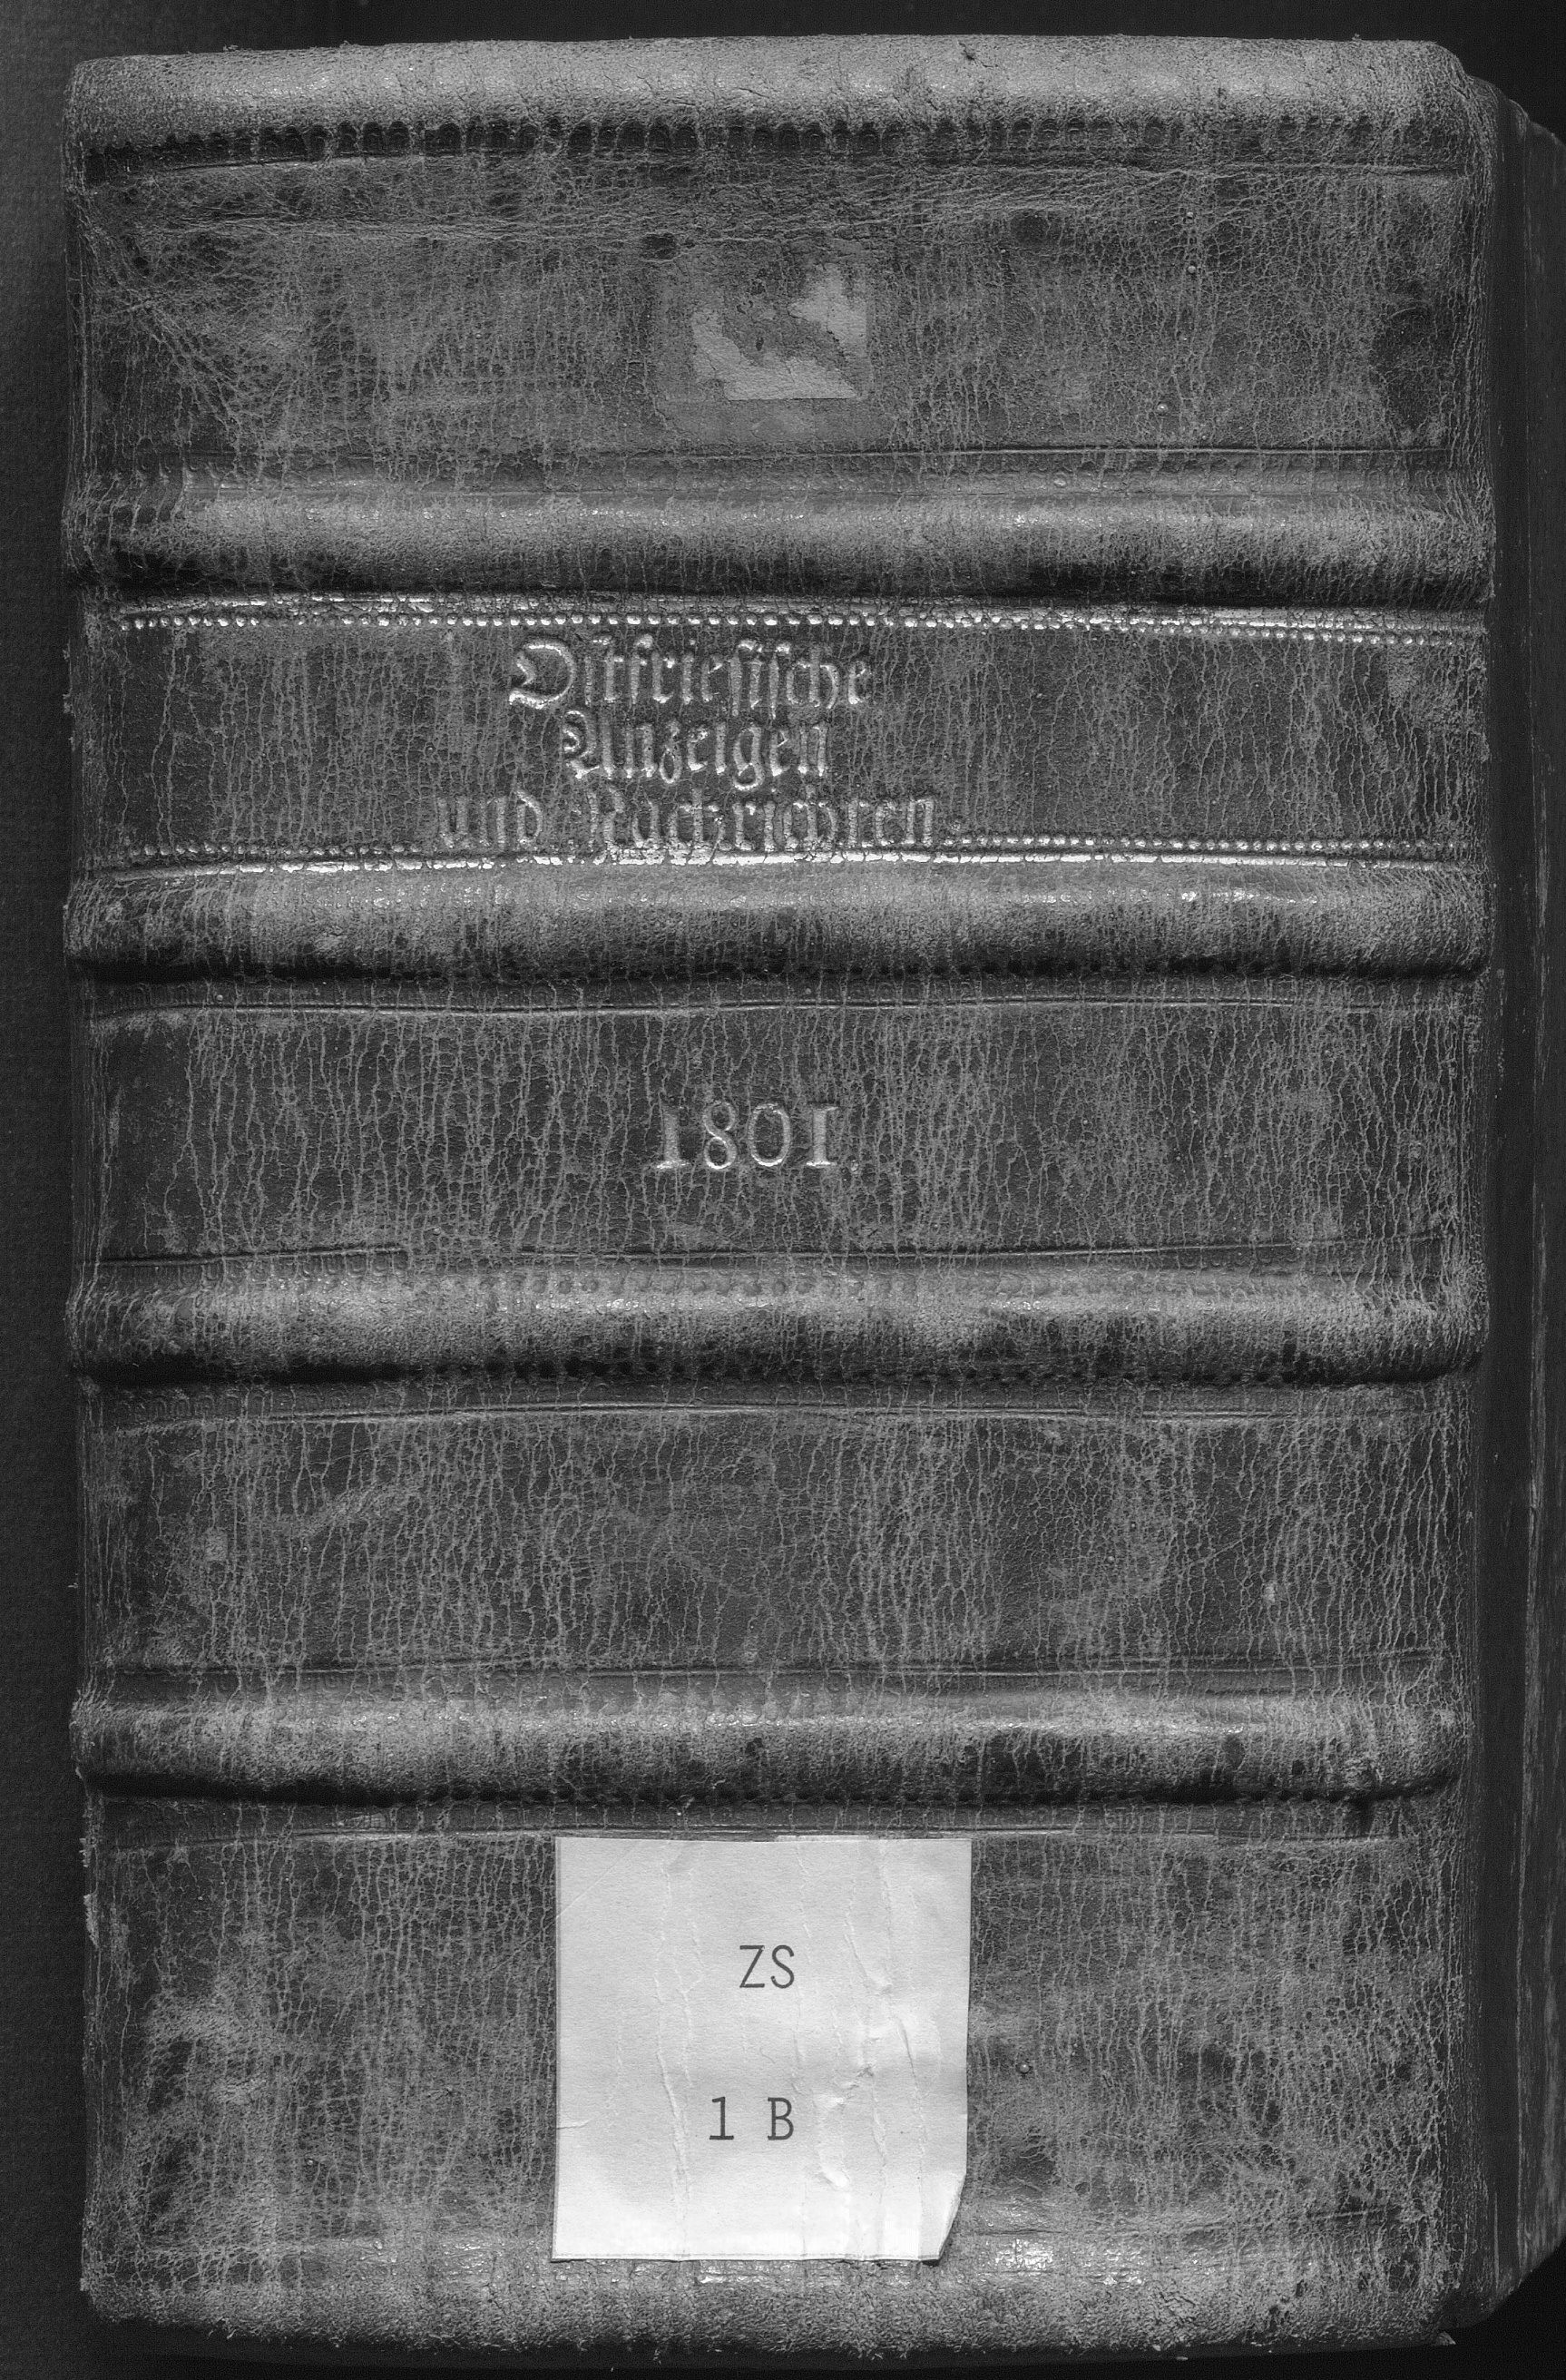 Oſtfrieſiſche
Anzeigen
und Nachrichten.
1801.
ZS
1 B